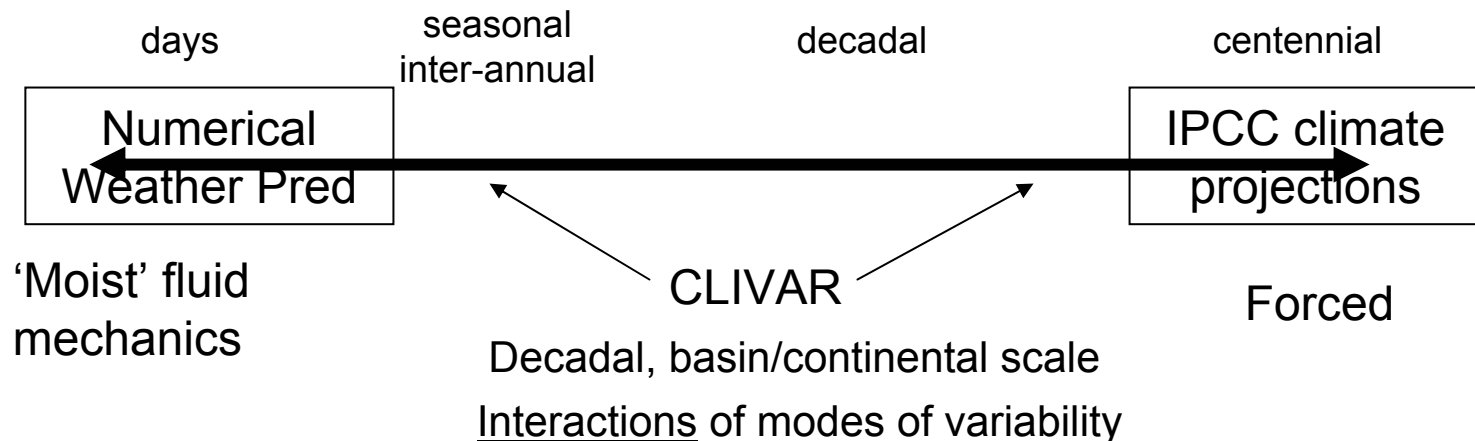 days
seasonal
inter-annual
decadal
centennial
Numerical
Weather Pred
IPCC climate
projections
‘Moist’ fluid
mechanics
CLIVAR
Forced
Decadal, basin/continental scale
Interactions of modes of variability